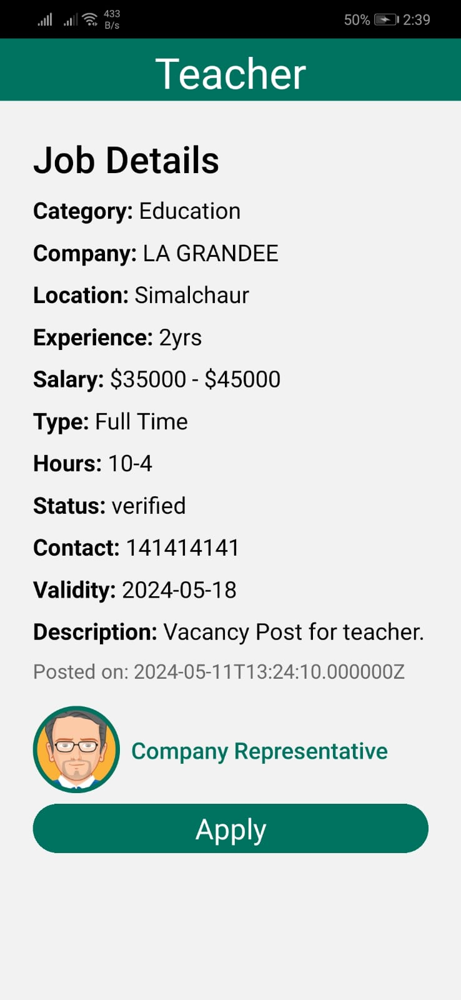 433
B/s
50% 2:39
Teacher
Job Details
Category: Education
Company: LA GRANDEE
Location: Simalchaur
Experience: 2yrs
Salary: $35000 - $45000
Type: Full Time
Hours: 10-4
Status: verified
Contact: 141414141
Validity: 2024-05-18
Description: Vacancy Post for teacher.
Posted on: 2024-05-11T13:24:10.000000Z
Company Representative
Apply